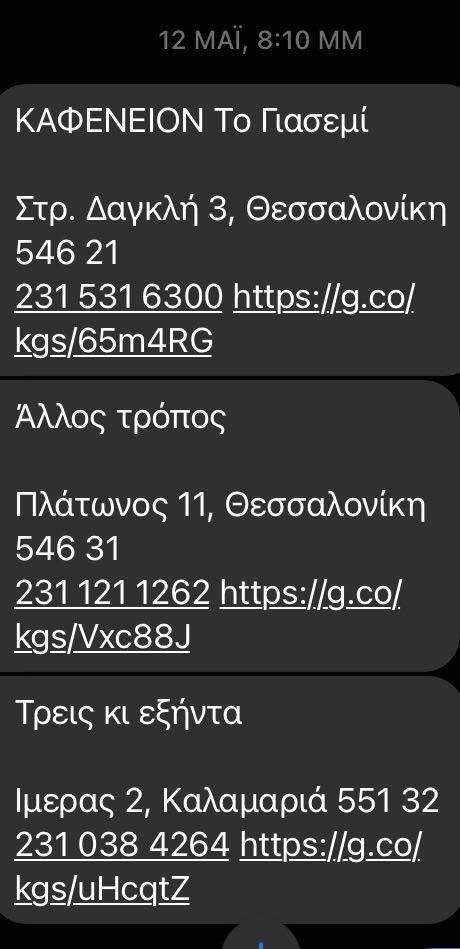 12 ΜΑΪ, 8:10 ΜΜ
ΚΑΦΕΝΕΙΟΝ Το Γιασεμί
Στρ. Δαγκλή 3, Θεσσαλονίκη
546 21
231 531 6300 https://g.co/
kgs/65m4RG
Άλλος τρόπος
Πλάτωνος 11, Θεσσαλονίκη
546 31
231 121 1262 https://g.co/
kgs/Vxc88J
Τρεις κι εξήντα
Ιμερας 2, Καλαμαριά 551 32
231 038 4264 https://g.co/
kgs/uHcqtZ